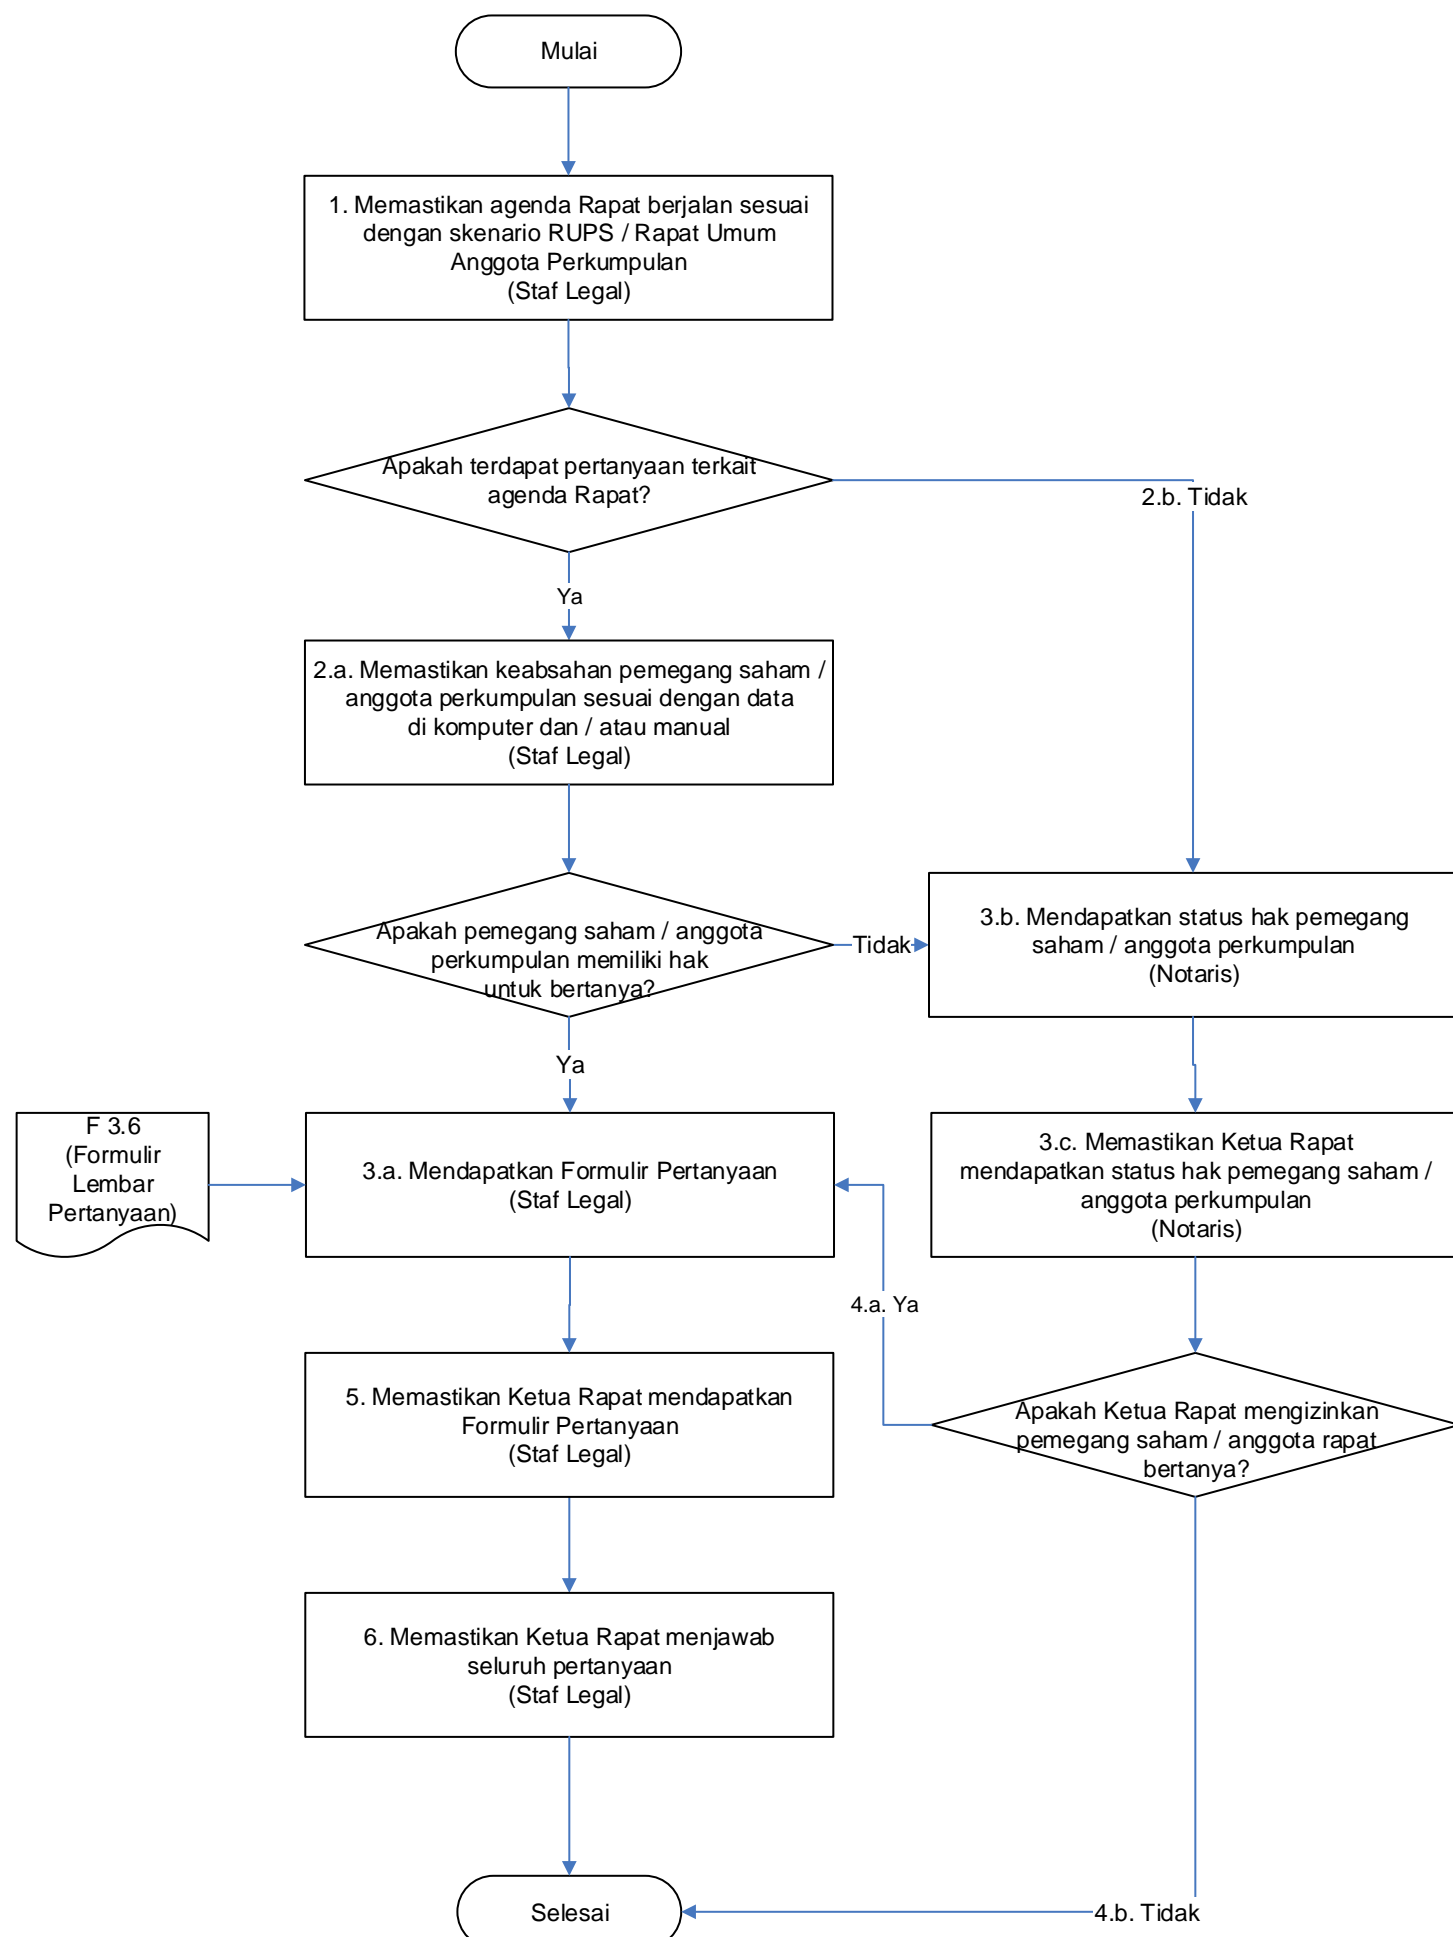 Mulai
1. Memastikan agenda Rapat berjalan sesuai
dengan skenario RUPS / Rapat Umum
Anggota Perkumpulan
(Staf Legal)
Apakah terdapat pertanyaan terkait
agenda Rapat?
2.b. Tidak
Ya
2.a. Memastikan keabsahan pemegang saham /
anggota perkumpulan sesuai dengan data
di komputer dan / atau manual
(Staf Legal)
Apakah pemegang saham / anggota
perkumpulan memiliki hak
untuk bertanya?
Tidak
3.b. Mendapatkan status hak pemegang
saham / anggota perkumpulan
(Notaris)
Ya
F 3.6
(Formulir
Lembar
Pertanyaan)
3.a. Mendapatkan Formulir Pertanyaan
(Staf Legal)
3.c. Memastikan Ketua Rapat
mendapatkan status hak pemegang saham /
anggota perkumpulan
(Notaris)
4.a. Ya
5. Memastikan Ketua Rapat mendapatkan
Formulir Pertanyaan
(Staf Legal)
Apakah Ketua Rapat mengizinkan
pemegang saham / anggota rapat
bertanya?
6. Memastikan Ketua Rapat menjawab
seluruh pertanyaan
(Staf Legal)
Selesai
4.b. Tidak